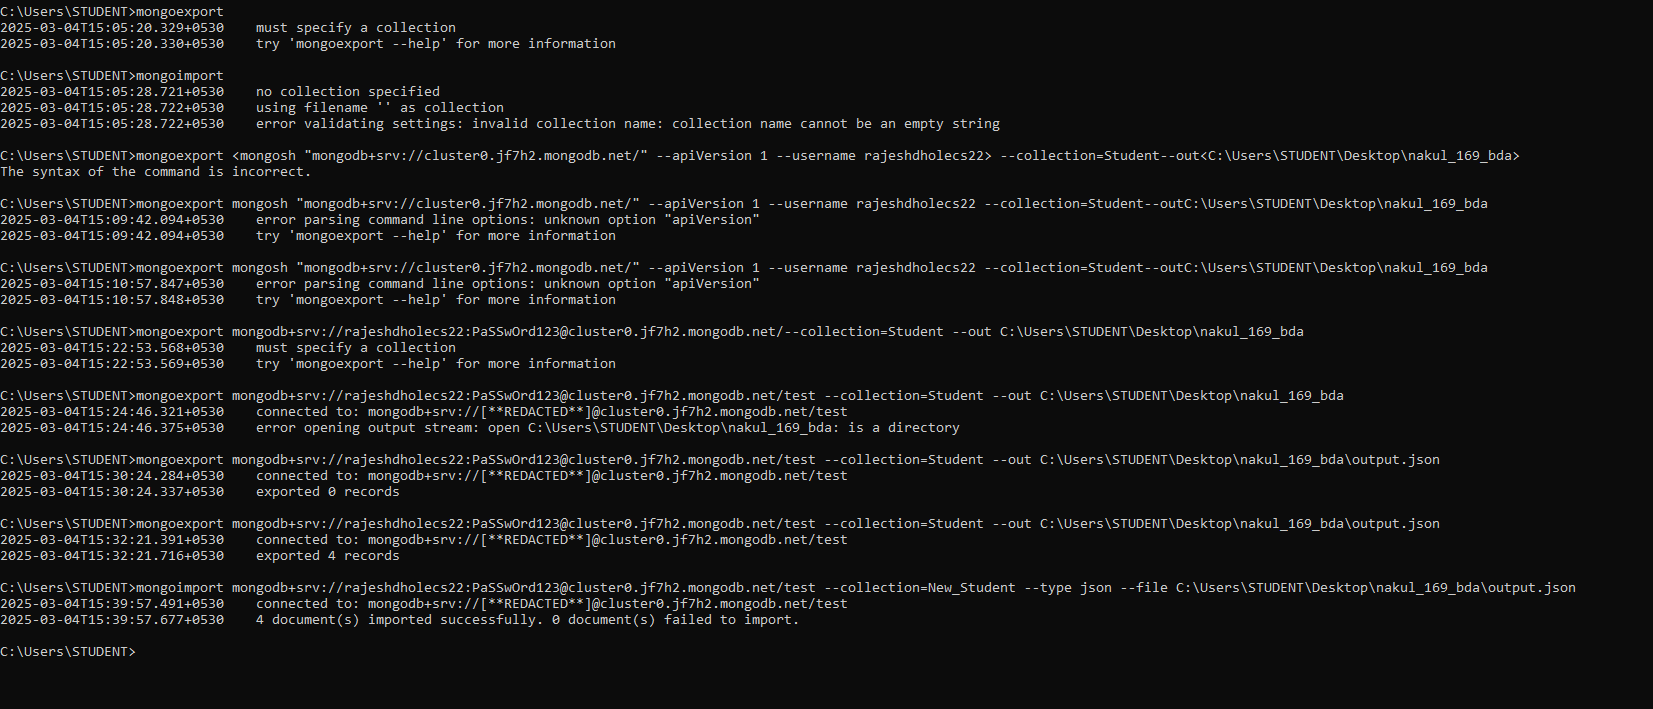 C:\Users\STUDENT>mongoexport
2025-03-04T15:05:20.329+0530    must specify a collection
2025-03-04T15:05:20.330+0530    try 'mongoexport --help' for more information
C:\Users\STUDENT>mongoimport
2025-03-04T15:05:28.721+0530    no collection specified
2025-03-04T15:05:28.722+0530    using filename '' as collection
2025-03-04T15:05:28.722+0530    error validating settings: invalid collection name: collection name cannot be an empty string
C:\Users\STUDENT>mongoexport <mongosh "mongodb+srv://cluster0.jf7h2.mongodb.net/" --apiVersion 1 --username rajeshdholecs22> --collection=Student--out<C:\Users\STUDENT\Desktop\nakul_169_bda>
The syntax of the command is incorrect.
C:\Users\STUDENT>mongoexport mongosh "mongodb+srv://cluster0.jf7h2.mongodb.net/" --apiVersion 1 --username rajeshdholecs22 --collection=Student--outC:\Users\STUDENT\Desktop\nakul_169_bda
2025-03-04T15:09:42.094+0530    error parsing command line options: unknown option "apiVersion"
2025-03-04T15:09:42.094+0530    try 'mongoexport --help' for more information
C:\Users\STUDENT>mongoexport mongosh "mongodb+srv://cluster0.jf7h2.mongodb.net/" --apiVersion 1 --username rajeshdholecs22 --collection=Student--outC:\Users\STUDENT\Desktop\nakul_169_bda
2025-03-04T15:10:57.847+0530    error parsing command line options: unknown option "apiVersion"
2025-03-04T15:10:57.848+0530    try 'mongoexport --help' for more information
C:\Users\STUDENT>mongoexport mongodb+srv://rajeshdholecs22:PaSSwOrd123@cluster0.jf7h2.mongodb.net/--collection=Student --out C:\Users\STUDENT\Desktop\nakul_169_bda
2025-03-04T15:22:53.568+0530    must specify a collection
2025-03-04T15:22:53.569+0530    try 'mongoexport --help' for more information
C:\Users\STUDENT>mongoexport mongodb+srv://rajeshdholecs22:PaSSwOrd123@cluster0.jf7h2.mongodb.net/test --collection=Student --out C:\Users\STUDENT\Desktop\nakul_169_bda
2025-03-04T15:24:46.321+0530    connected to: mongodb+srv://[**REDACTED**]@cluster0.jf7h2.mongodb.net/test
2025-03-04T15:24:46.375+0530    error opening output stream: open C:\Users\STUDENT\Desktop\nakul_169_bda: is a directory
C:\Users\STUDENT>mongoexport mongodb+srv://rajeshdholecs22:PaSSwOrd123@cluster0.jf7h2.mongodb.net/test --collection=Student --out C:\Users\STUDENT\Desktop\nakul_169_bda\output.json
2025-03-04T15:30:24.284+0530    connected to: mongodb+srv://[**REDACTED**]@cluster0.jf7h2.mongodb.net/test
2025-03-04T15:30:24.337+0530    exported 0 records
C:\Users\STUDENT>mongoexport mongodb+srv://rajeshdholecs22:PaSSwOrd123@cluster0.jf7h2.mongodb.net/test --collection=Student --out C:\Users\STUDENT\Desktop\nakul_169_bda\output.json
2025-03-04T15:32:21.391+0530    connected to: mongodb+srv://[**REDACTED**]@cluster0.jf7h2.mongodb.net/test
2025-03-04T15:32:21.716+0530    exported 4 records
C:\Users\STUDENT>mongoimport mongodb+srv://rajeshdholecs22:PaSSwOrd123@cluster0.jf7h2.mongodb.net/test --collection=New_Student --type json --file C:\Users\STUDENT\Desktop\nakul_169_bda\output.json
2025-03-04T15:39:57.491+0530    connected to: mongodb+srv://[**REDACTED**]@cluster0.jf7h2.mongodb.net/test
2025-03-04T15:39:57.677+0530    4 document(s) imported successfully. 0 document(s) failed to import.
C:\Users\STUDENT>